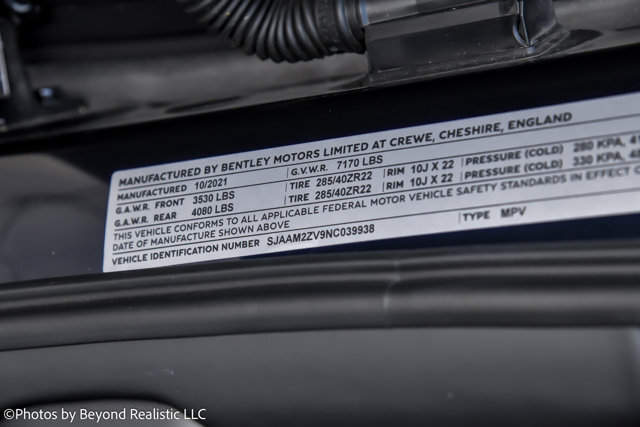 MANUFACTURED BY BENTLEY MOTORS LIMITED AT CREWE, CHESHIRE, ENGLAND
MANUFACTURED 10/2021 G.V.W.R. 7170 LBS
G.A.W.R. FRONT 3530 LBS TIRE 285/40ZR22 RIM 10J X 22 PRESSURE (COLD) 280 KPA, 41
G.A.W.R. REAR 4080 LBS TIRE 285/40ZR22 RIM 10J X 22 PRESSURE (COLD) 330 KPA,
THIS VEHICLE CONFORMS TO ALL APPLICABLE FEDERAL MOTOR VEHICLE SAFETY STANDARDS IN EFFECT
DATE OF MANUFACTURE SHOWN ABOVE
VEHICLE IDENTIFICATION NUMBER SJAAM2ZV9NC039938 TYPE MPV
©Photos by Beyond Realistic LLC